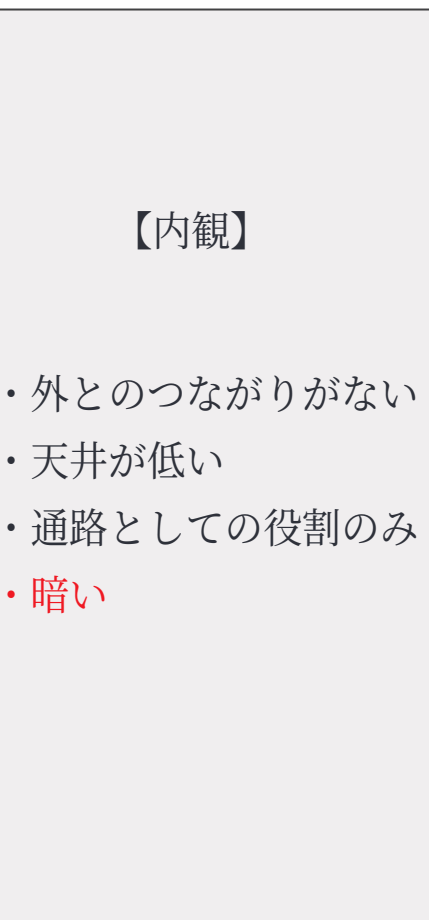 【内観】
・外とのつながりがない
・天井が低い
・通路としての役割のみ
・暗い